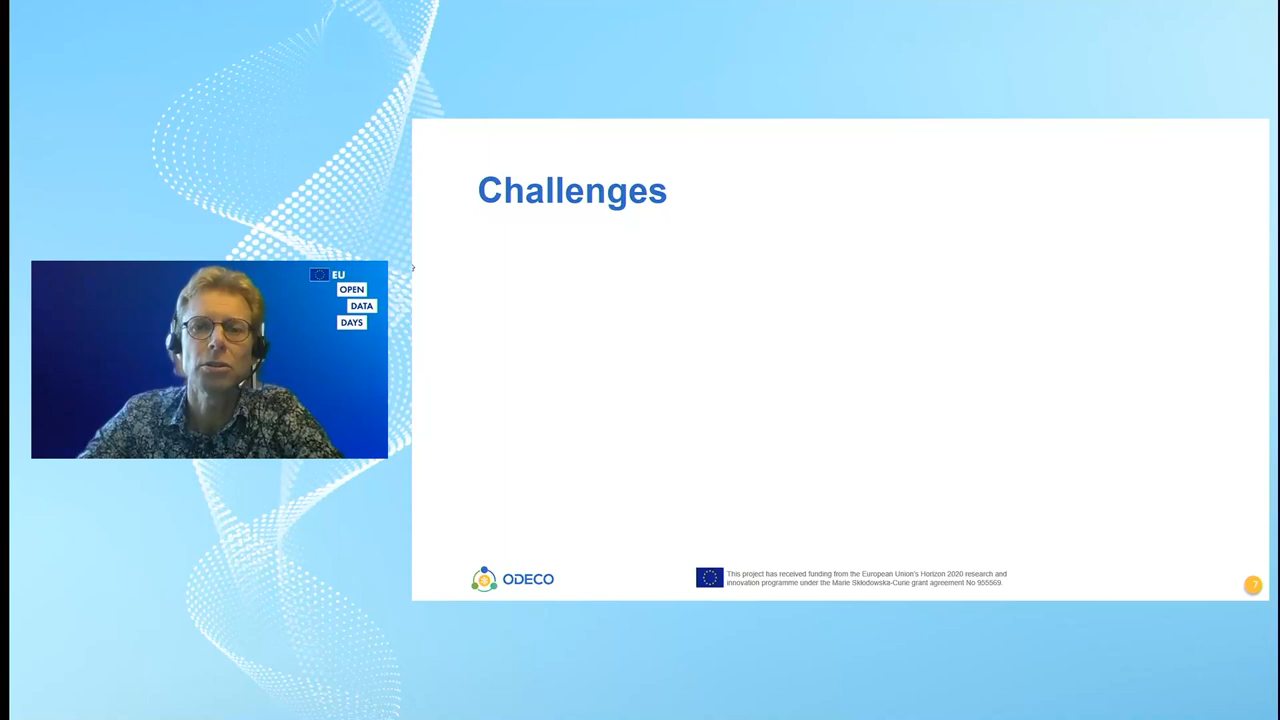 Challenges
EU
OPEN
DATA
DAYS
ODECO
This project has received funding from the European Union's Horizon 2020 research and
innovation programme under the Marie Skłodowska-Curie grant agreement No 955569.
7